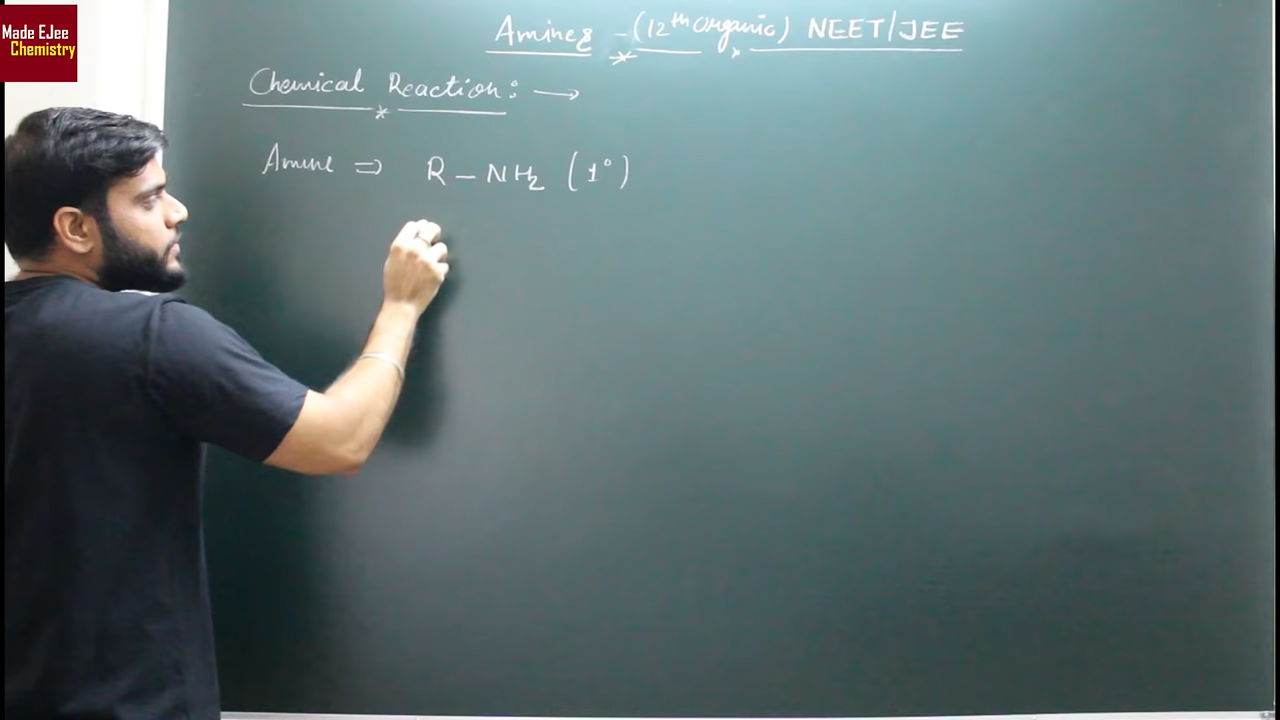 Made EJee
Chemistry
Amines - (12th Organic) NEET/JEE
Chemical Reaction: →
Amine ⇒ R - NH2 (1°)